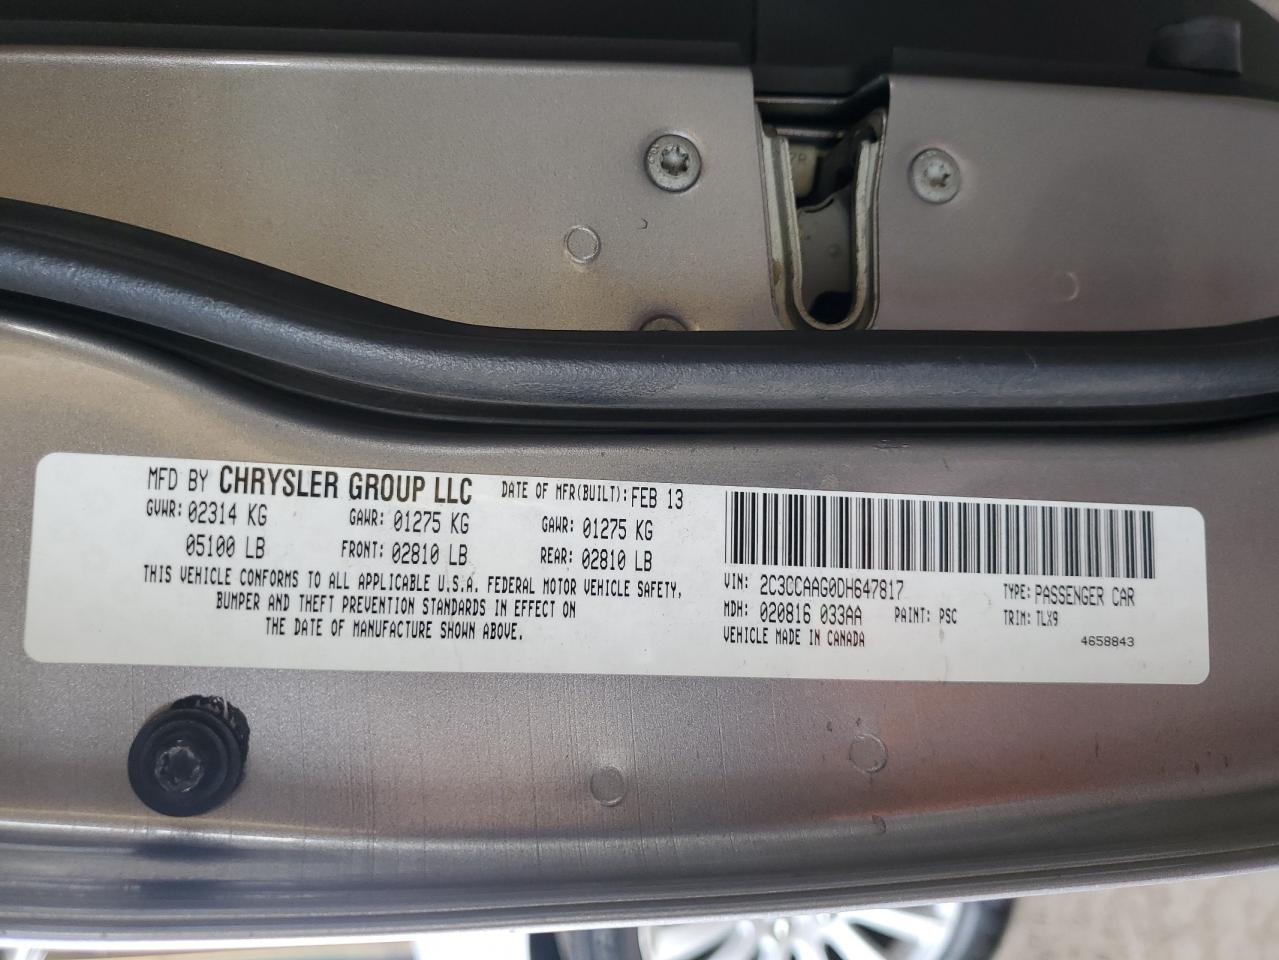 MFD BY CHRYSLER GROUP LLC DATE OF MFR(BUILT): FEB 13
GVWR: 02314 KG GAWR: 01275 KG GAWR: 01275 KG
05100 LB FRONT: 02810 LB REAR: 02810 LB
THIS VEHICLE CONFORMS TO ALL APPLICABLE U.S.A. FEDERAL MOTOR VEHICLE SAFETY,
BUMPER AND THEFT PREVENTION STANDARDS IN EFFECT ON
THE DATE OF MANUFACTURE SHOWN ABOVE.
VIN: 2C3CCAAG0DH647817 TYPE: PASSENGER CAR
MDH: 020816 033AA PAINT: PSC TRIM: TLX9
VEHICLE MADE IN CANADA 4658843